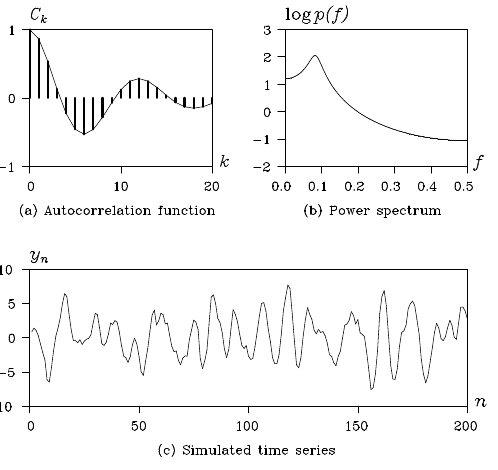 C_k
1
0
-1
0 10 20
k
(a) Autocorrelation function
log p(f)
3
2
1
0
-1
-2
0.0 0.1 0.2 0.3 0.4 0.5
f
(b) Power spectrum
y_n
10
5
0
-5
10
0 50 100 150 200
n
(c) Simulated time series